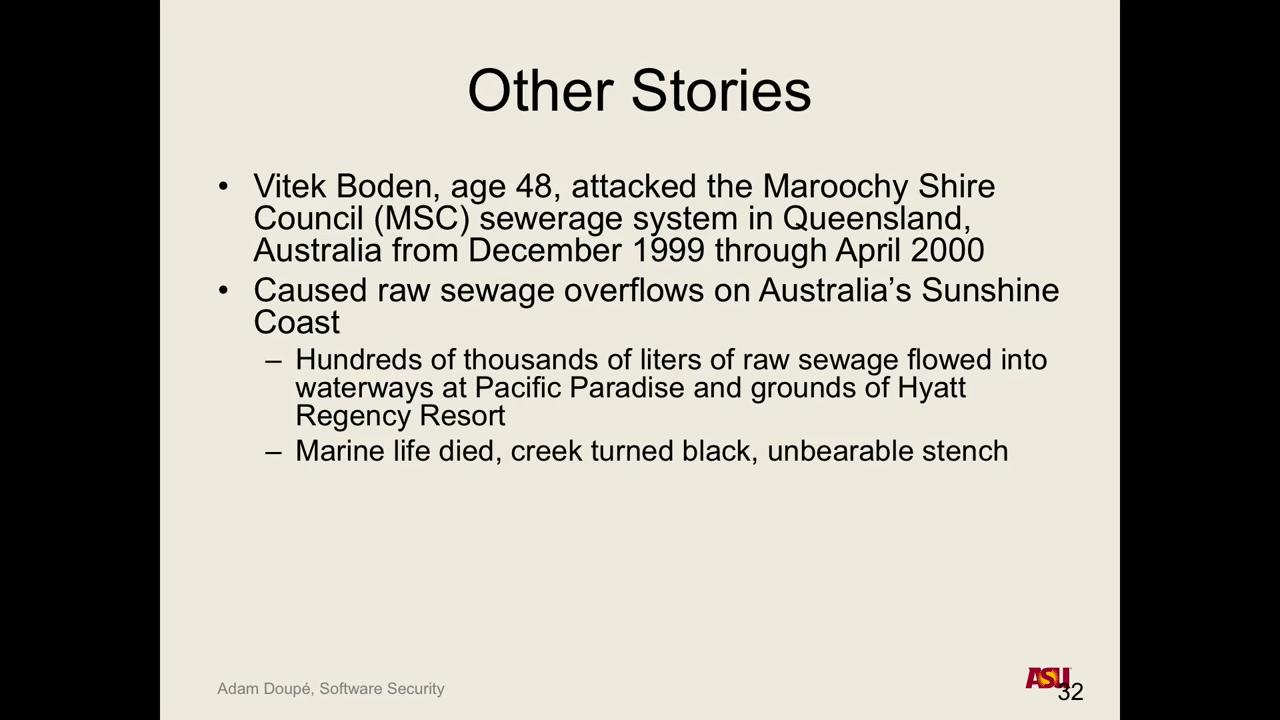 Other Stories
• Vitek Boden, age 48, attacked the Maroochy Shire
Council (MSC) sewerage system in Queensland,
Australia from December 1999 through April 2000
• Caused raw sewage overflows on Australia’s Sunshine
Coast
– Hundreds of thousands of liters of raw sewage flowed into
waterways at Pacific Paradise and grounds of Hyatt
Regency Resort
– Marine life died, creek turned black, unbearable stench
Adam Doupé, Software Security
ASU
32